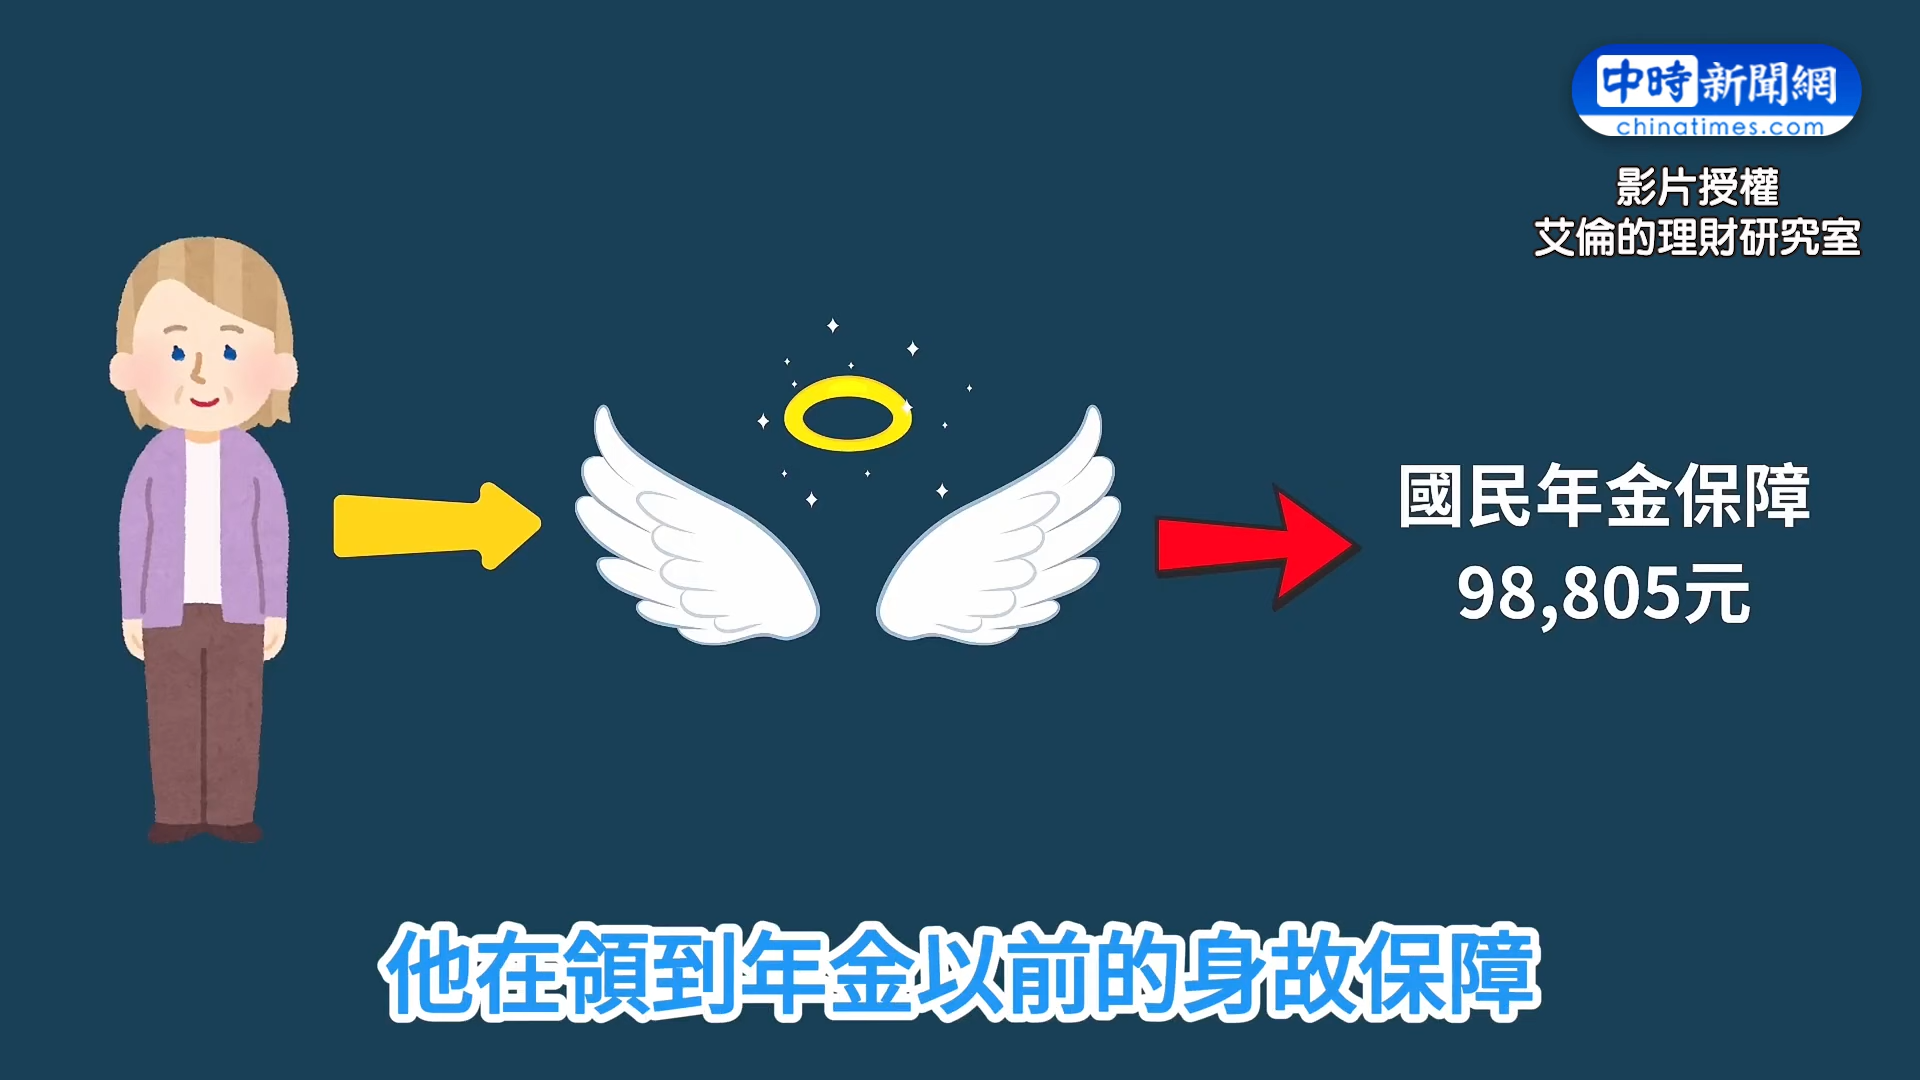 中時新聞網
chinatimes.com
影片授權
艾倫的理財研究室
國民年金保障
98,805元
他在領到年金以前的身故保障